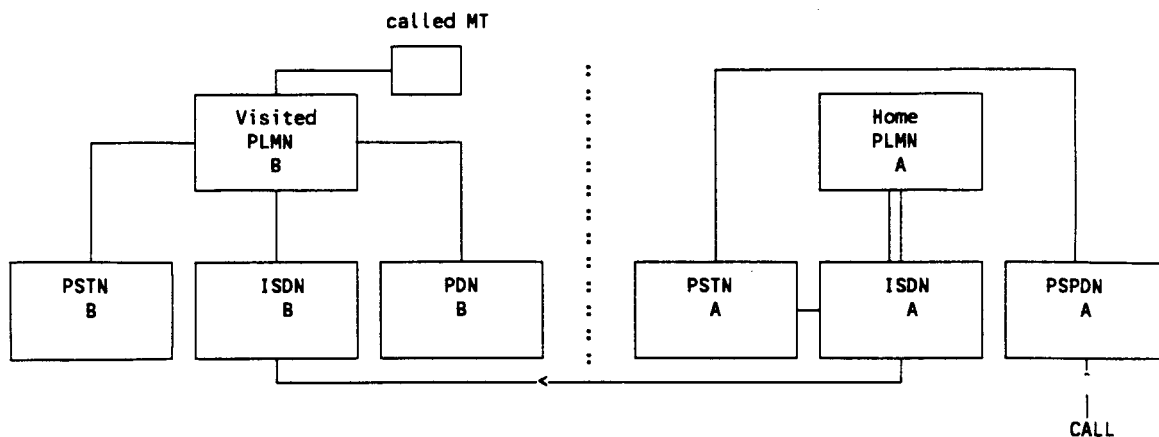 called MT
Visited
PLMN
B
Home
PLMN
A
PSTN
B
ISDN
B
PDN
B
PSTN
A
ISDN
A
PSPDN
A
CALL